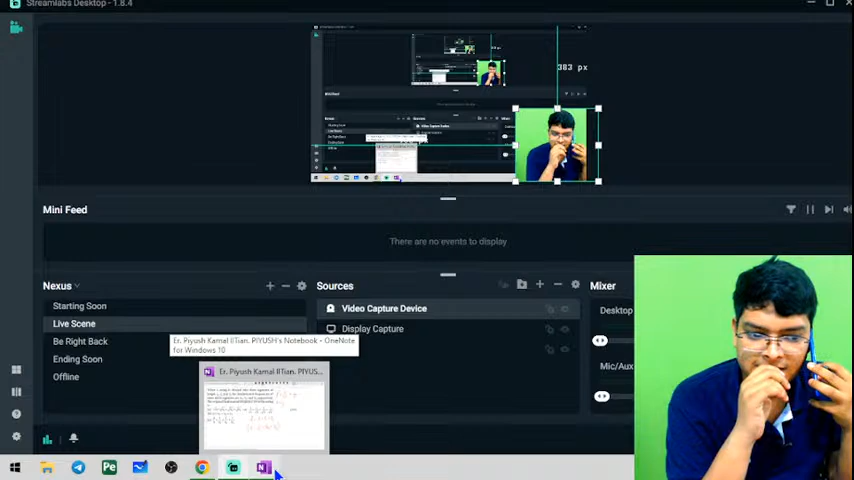 Streamlabs Desktop - 1.8.4
383 px
Mini Feed
There are no events to display
Nexus
Sources
Mixer
Starting Soon
Live Scene
Be Right Back
Ending Soon
Offline
Video Capture Device
Display Capture
Desktop
Mic/Aux
Er. Piyush Kamal IITian. PIYUSH's Notebook - OneNote
for Windows 10
Er. Piyush Kamal IITian. PIYUS...
Pe
N